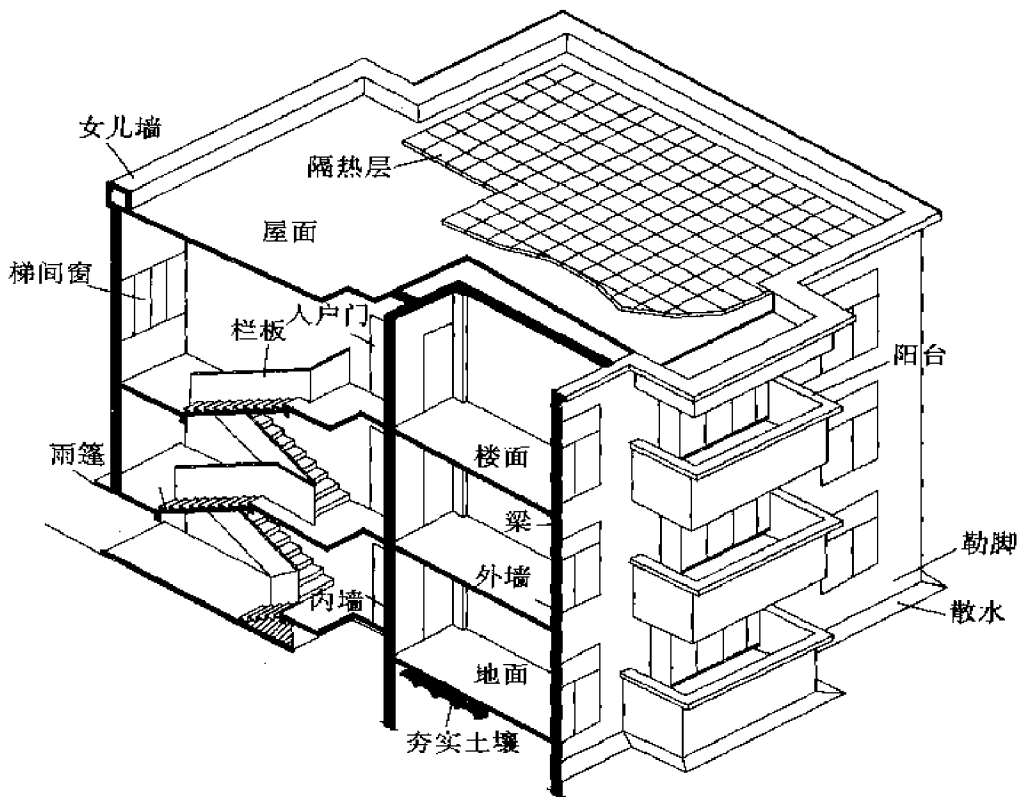 女儿墙
隔热层
屋面
梯间窗
入户门
栏板
阳台
雨篷
楼面
梁
勒脚
外墙
内墙
散水
地面
夯实土壤